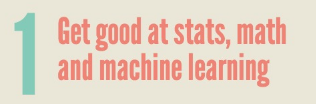 1 Get good at stats, math
and machine learning